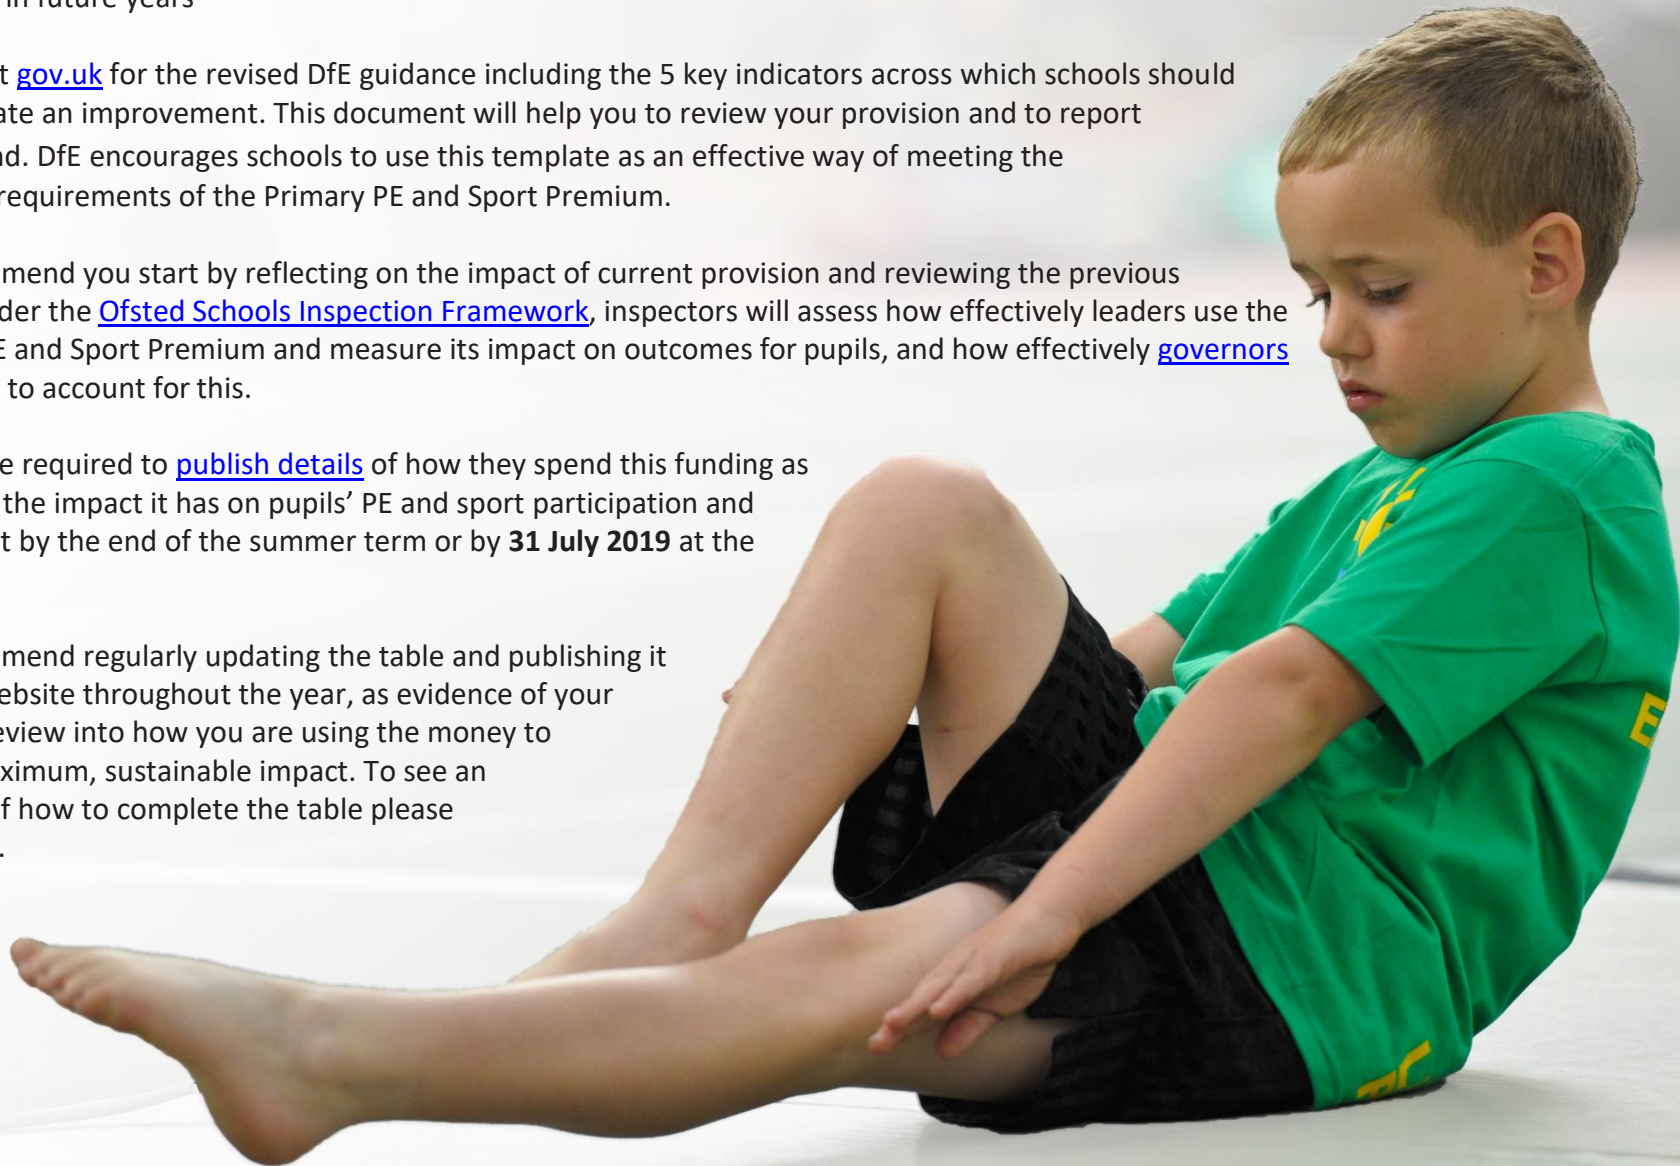 in future years
t gov.uk for the revised DfE guidance including the 5 key indicators across which schools should
ate an improvement. This document will help you to review your provision and to report
nd. DfE encourages schools to use this template as an effective way of meeting the
requirements of the Primary PE and Sport Premium.
mend you start by reflecting on the impact of current provision and reviewing the previous
der the Ofsted Schools Inspection Framework, inspectors will assess how effectively leaders use the
E and Sport Premium and measure its impact on outcomes for pupils, and how effectively governors
to account for this.
e required to publish details of how they spend this funding as
the impact it has on pupils’ PE and sport participation and
t by the end of the summer term or by 31 July 2019 at the
mend regularly updating the table and publishing it
ebsite throughout the year, as evidence of your
eview into how you are using the money to
ximum, sustainable impact. To see an
f how to complete the table please
.